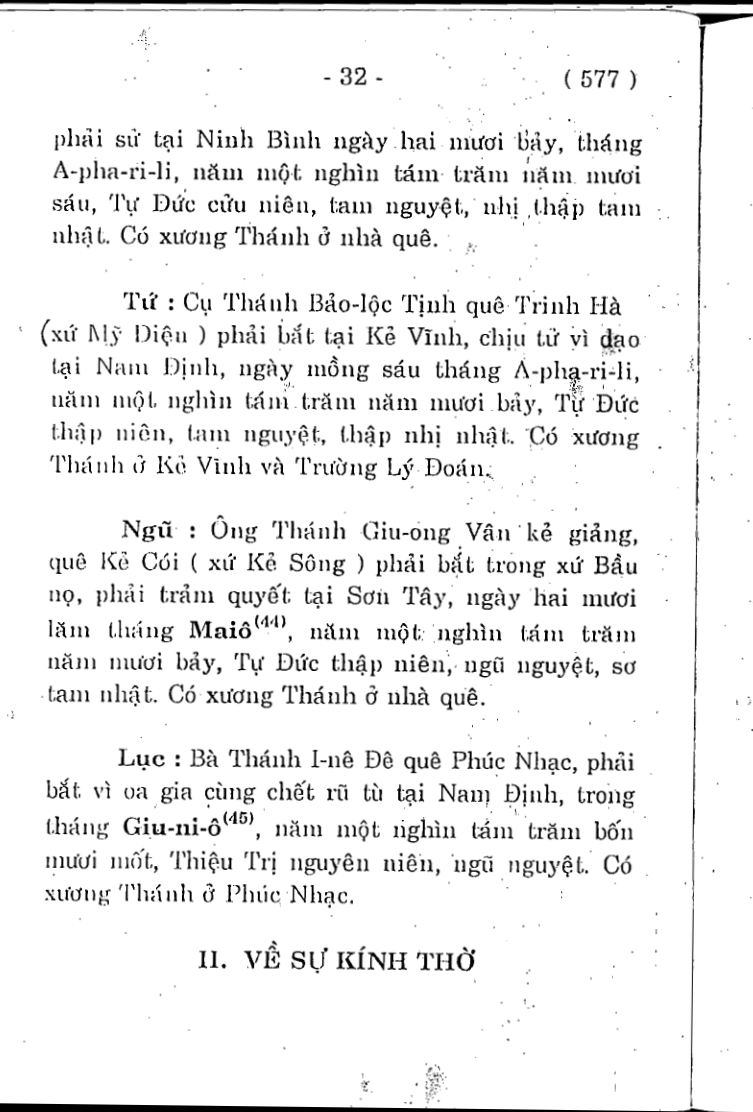 - 32 -
( 577 )
phải sử tại Ninh Bình ngày hai mươi bảy, tháng
A-pha-ri-li, năm một nghìn tám trăm năm mươi
sáu, Tự Đức cửu niên, tam nguyệt, nhị thập tam
nhật. Có xương Thánh ở nhà quê.
Tứ : Cụ Thánh Bảo-lộc Tịnh quê Trinh Hà
(xứ Mỹ Điện ) phải bắt tại Kẻ Vĩnh, chịu tử vì đạo
tại Nam Định, ngày mồng sáu tháng A-pha-ri-li,
năm một nghìn tám trăm năm mươi bảy, Tự Đức
thập niên, tam nguyệt, thập nhị nhật. Có xương
Thánh ở Kẻ Vĩnh và Trường Lý Đoán.
Ngũ : Ông Thánh Giu-ong Vân kẻ giảng,
quê Kẻ Cói ( xứ Kẻ Sông ) phải bắt trong xứ Bầu
nọ, phải trảm quyết tại Sơn Tây, ngày hai mươi
lăm tháng Maiô(44), năm một nghìn tám trăm
năm mươi bảy, Tự Đức thập niên, ngũ nguyệt, sơ
tam nhật. Có xương Thánh ở nhà quê.
Lục : Bà Thánh I-nê Đê quê Phúc Nhạc, phải
bắt vì oa gia cùng chết rũ tù tại Nam Định, trong
tháng Giu-ni-ô(45), năm một nghìn tám trăm bốn
mươi mốt, Thiệu Trị nguyên niên, ngũ nguyệt. Có
xương Thánh ở Phúc Nhạc.
II. VỀ SỰ KÍNH THỜ